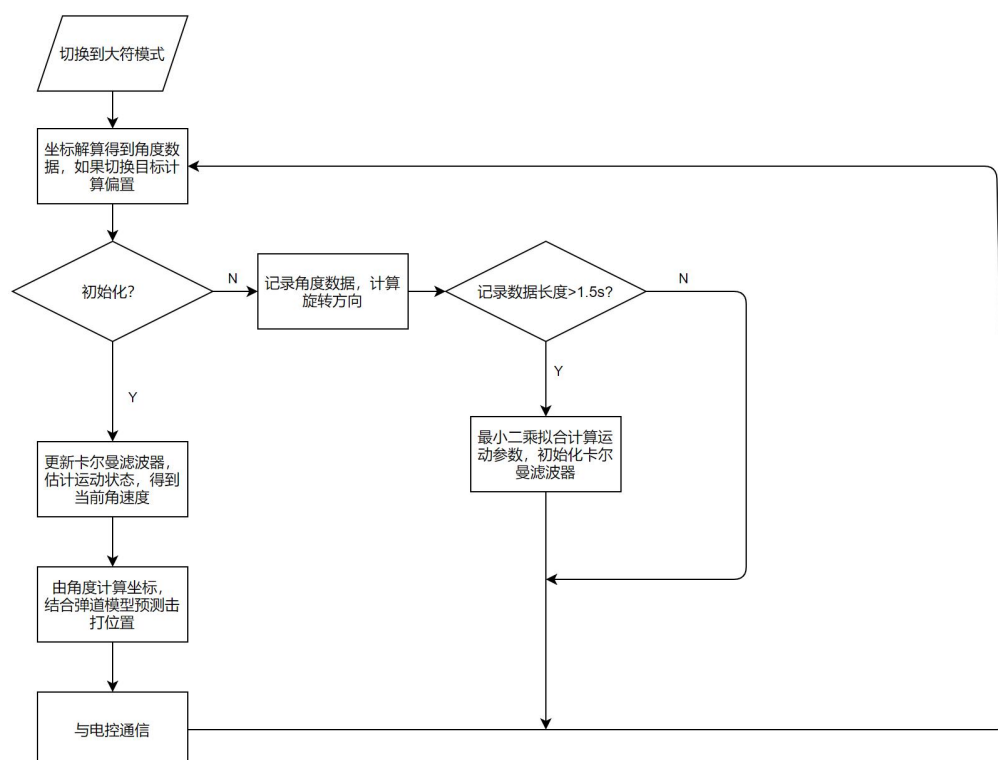 切换到大符模式
坐标解算得到角度数
据，如果切换目标计
算偏置
初始化？
N
记录角度数据，计算
旋转方向
记录数据长度>1.5s？
N
Y
Y
最小二乘拟合计算运
动参数，初始化卡尔
曼滤波器
更新卡尔曼滤波器，
估计运动状态，得到
当前角速度
由角度计算坐标，
结合弹道模型预测击
打位置
与电控通信